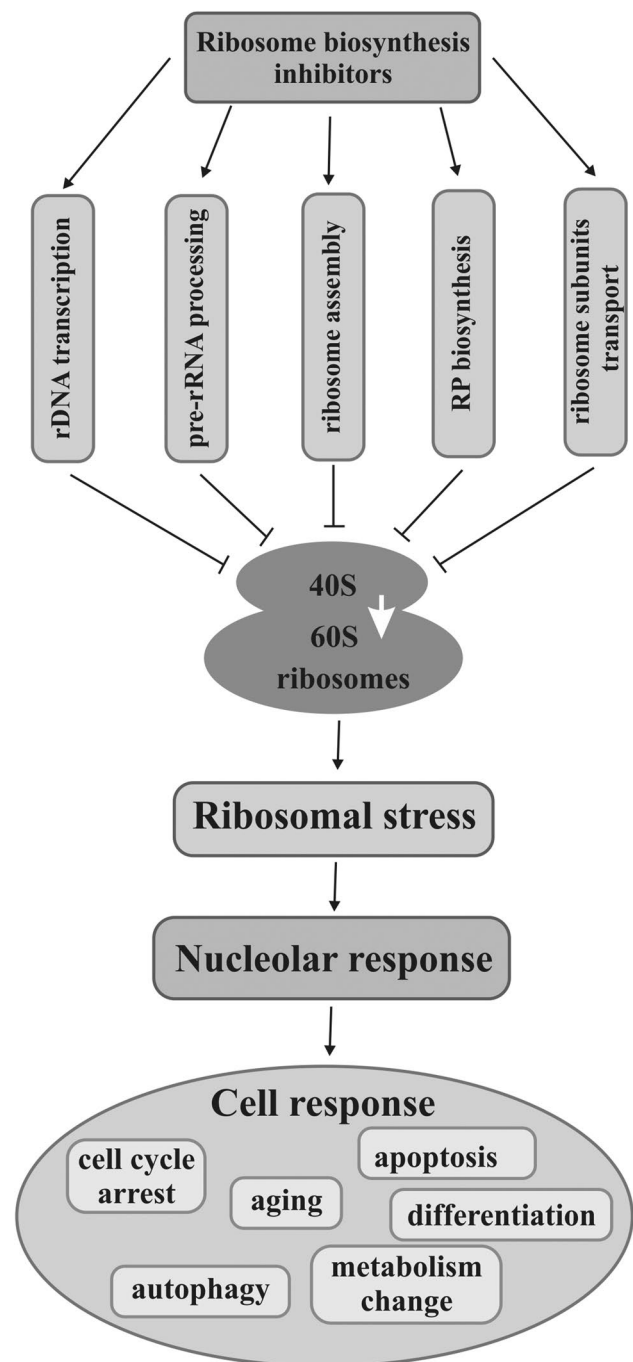 Ribosome biosynthesis
inhibitors
rDNA transcription
pre-rRNA processing
ribosome assembly
RP biosynthesis
ribosome subunits
transport
40S
60S
ribosomes
Ribosomal stress
Nucleolar response
Cell response
cell cycle
arrest
apoptosis
aging
differentiation
autophagy
metabolism
change